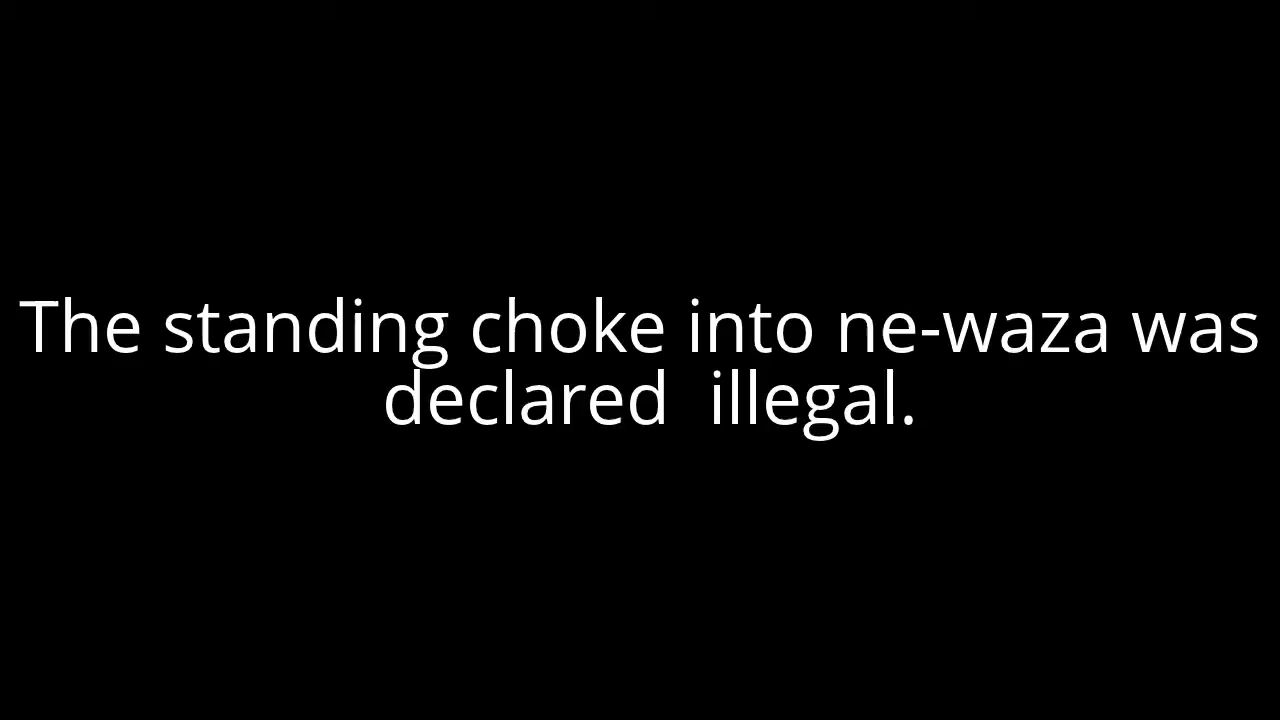 The standing choke into ne-waza was
declared  illegal.